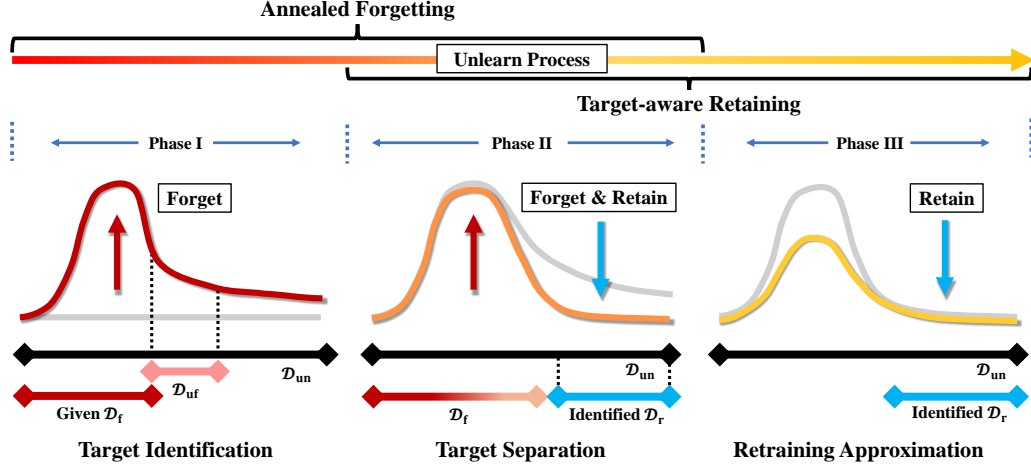 Annealed Forgetting
Unlearn Process
Target-aware Retaining
Phase I
Phase II
Phase III
Forget
Forget & Retain
Retain
𝒟un
𝒟uf
Given 𝒟f
𝒟un
𝒟f
Identified 𝒟r
𝒟un
Identified 𝒟r
Target Identification
Target Separation
Retraining Approximation